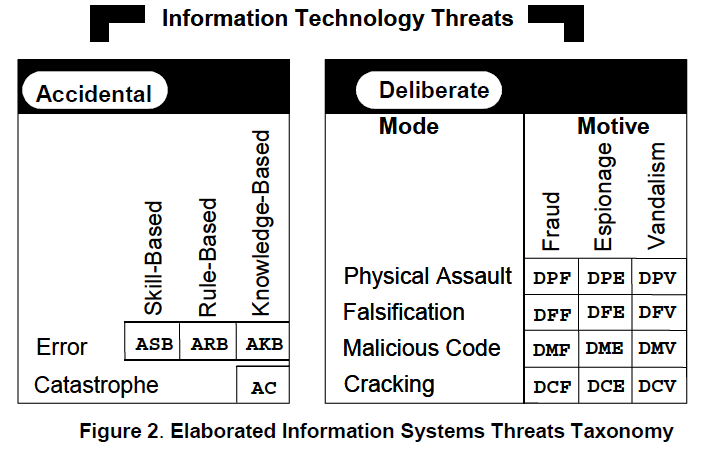 Information Technology Threats
Accidental
Skill-Based
Rule-Based
Knowledge-Based
Error ASB ARB AKB
Catastrophe AC
Deliberate
Mode Motive
Fraud
Espionage
Vandalism
Physical Assault DPF DPE DPV
Falsification DFF DFE DFV
Malicious Code DMF DME DMV
Cracking DCF DCE DCV
Figure 2. Elaborated Information Systems Threats Taxonomy